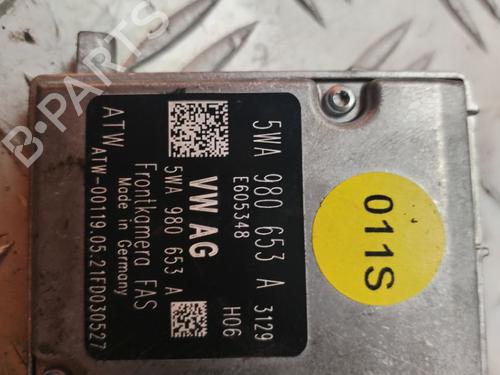 5WA 980 653 A 3129
E605348 H06
VW AG
5WA 980 653 A
Frontkamera FAS
Made in Germany
ATW
ATW-00119.05.21FD030527
011S
B-PARTS